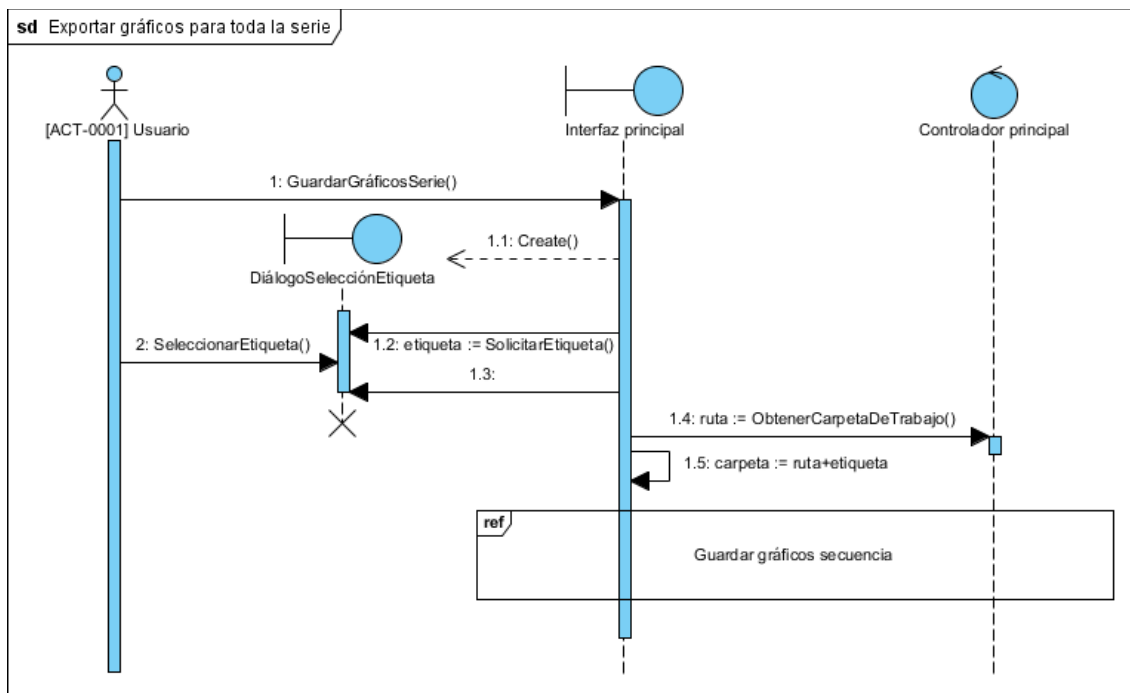 sd Exportar gráficos para toda la serie
[ACT-0001] Usuario
Interfaz principal
Controlador principal
1: GuardarGráficosSerie()
1.1: Create()
DiálogoSelecciónEtiqueta
1.2: etiqueta := SolicitarEtiqueta()
2: SeleccionarEtiqueta()
1.3:
1.4: ruta := ObtenerCarpetaDeTrabajo()
1.5: carpeta := ruta+etiqueta
ref
Guardar gráficos secuencia